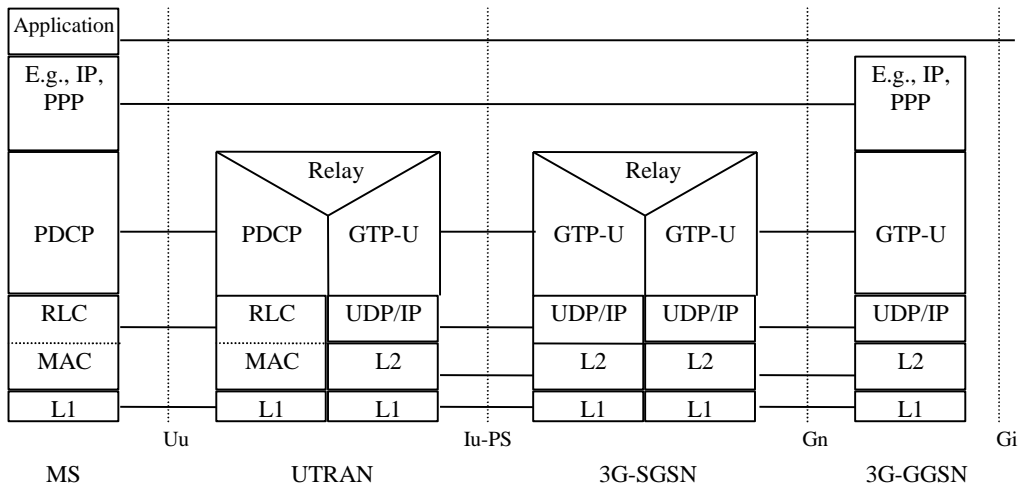 Application
E.g., IP,
PPP
E.g., IP,
PPP
Relay
Relay
PDCP
PDCP
GTP-U
GTP-U
GTP-U
GTP-U
RLC
RLC
UDP/IP
UDP/IP
UDP/IP
UDP/IP
MAC
MAC
L2
L2
L2
L2
L1
L1
L1
L1
L1
L1
Uu
Iu-PS
Gn
Gi
MS
UTRAN
3G-SGSN
3G-GGSN